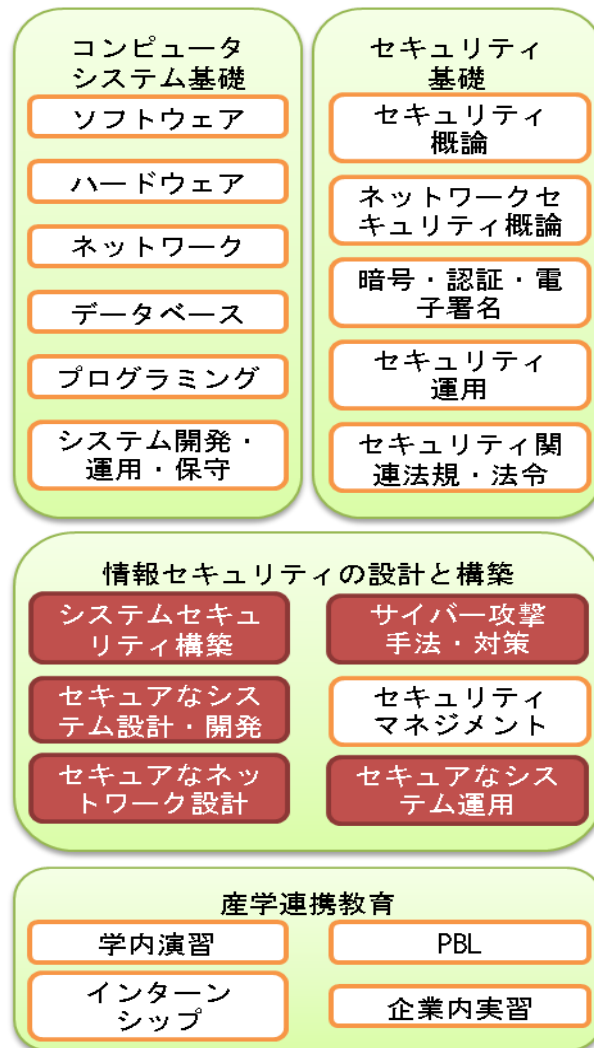 コンピュータ
システム基礎
ソフトウェア
ハードウェア
ネットワーク
データベース
プログラミング
システム開発・
運用・保守
セキュリティ
基礎
セキュリティ
概論
ネットワークセ
キュリティ概論
暗号・認証・電
子署名
セキュリティ
運用
セキュリティ関
連法規・法令
情報セキュリティの設計と構築
システムセキュ
リティ構築
サイバー攻撃
手法・対策
セキュアなシス
テム設計・開発
セキュリティ
マネジメント
セキュアなネッ
トワーク設計
セキュアなシス
テム運用
産学連携教育
学内演習
PBL
インターン
シップ
企業内実習